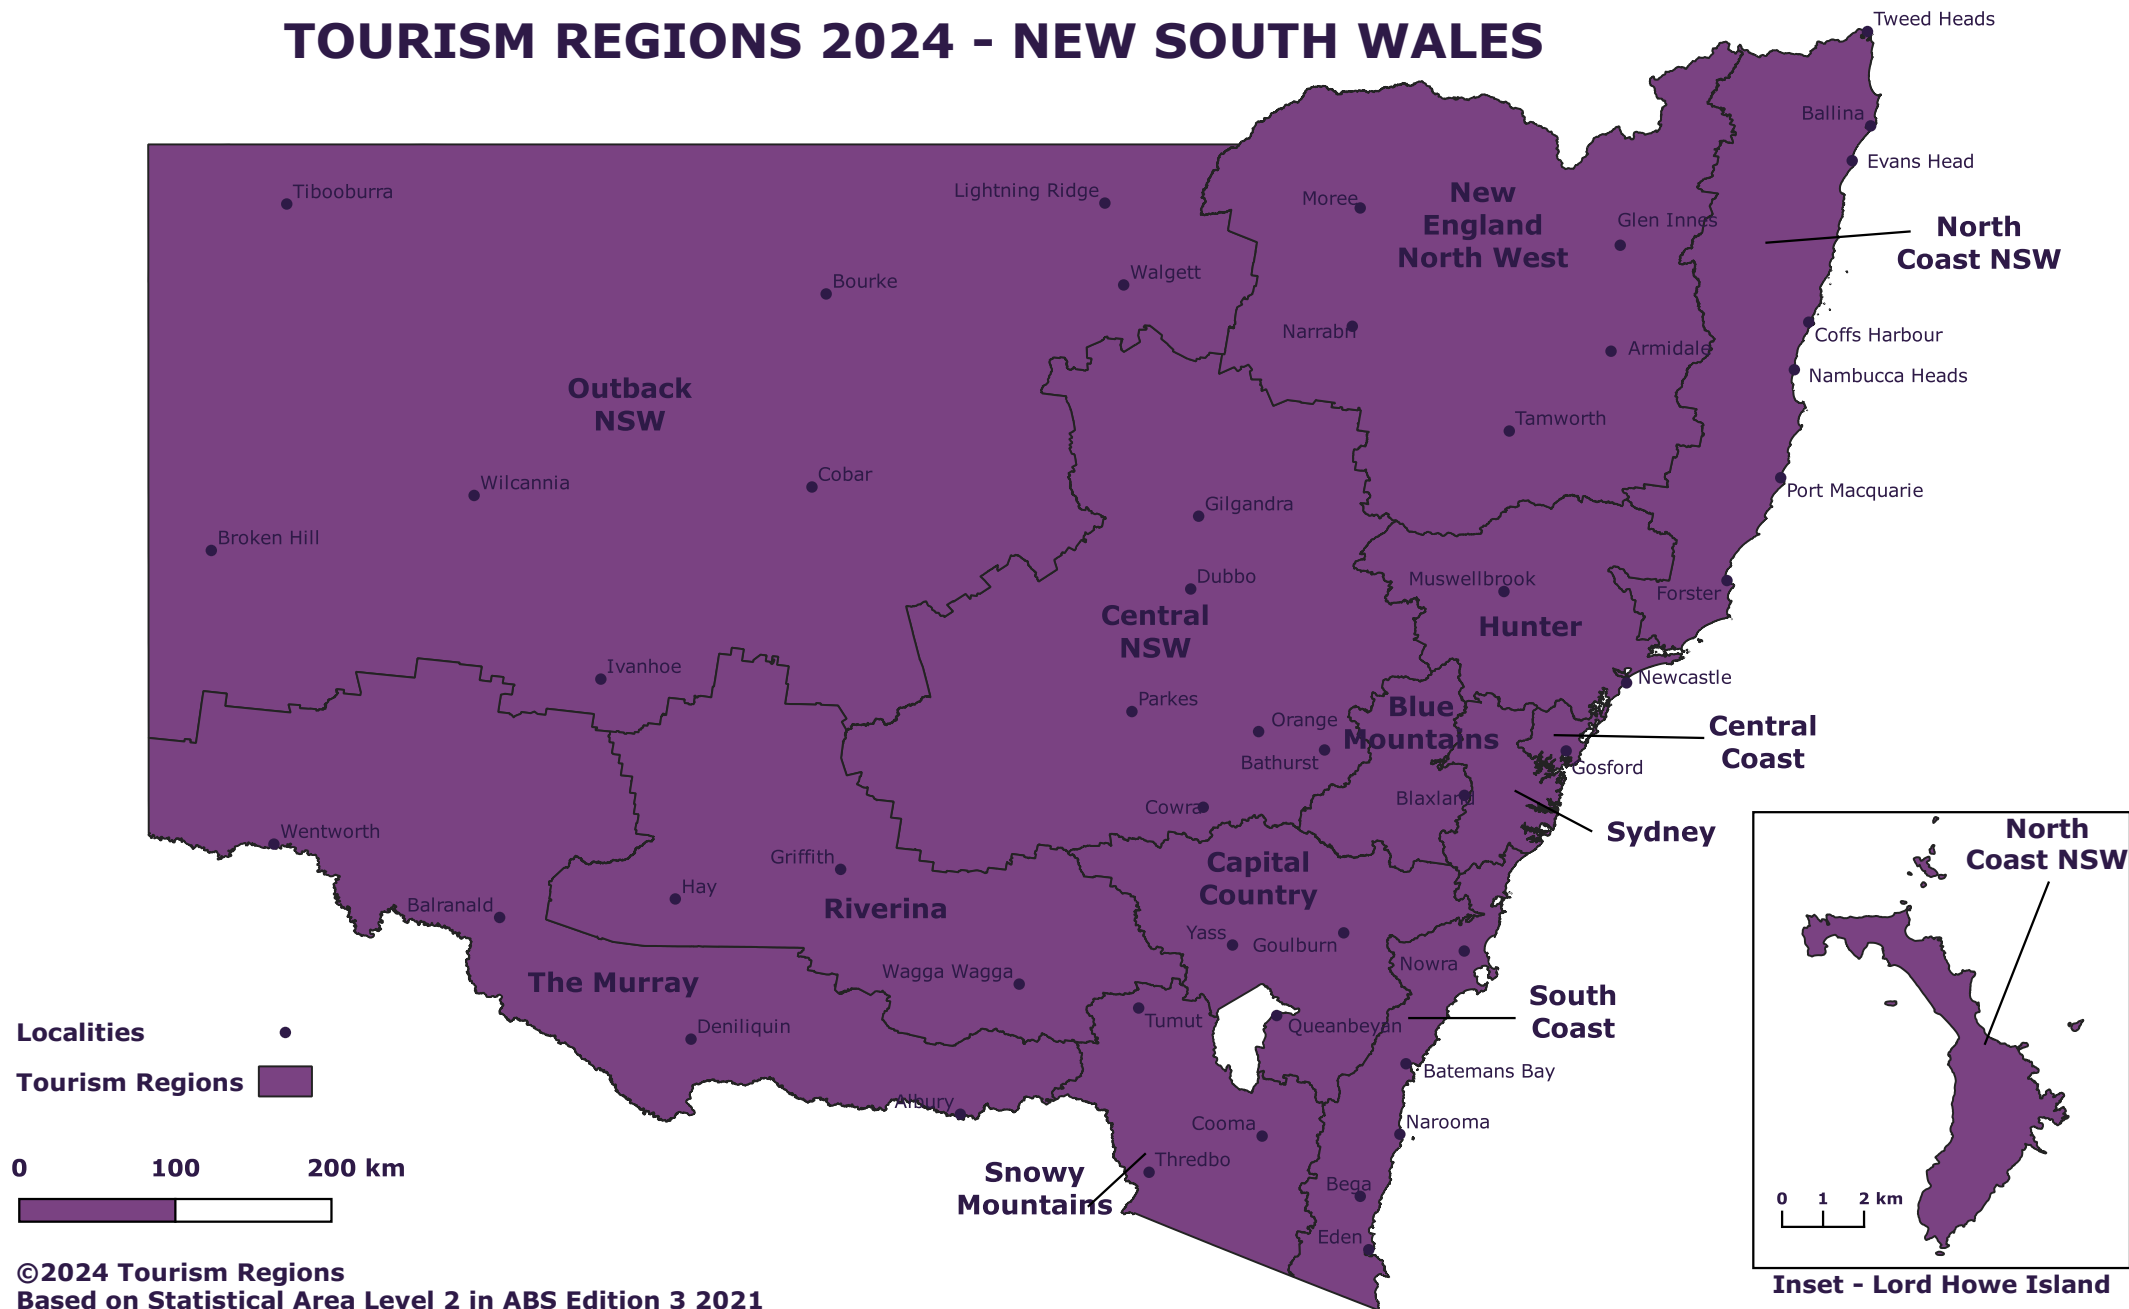 TOURISM REGIONS 2024 - NEW SOUTH WALES
Tweed Heads
Ballina
Evans Head
Tibooburra
Lightning Ridge
Moree
New
England
North West
Glen Innes
North
Coast NSW
Bourke
Walgett
Narrabri
Armidale
Coffs Harbour
Nambucca Heads
Outback
NSW
Tamworth
Wilcannia
Cobar
Gilgandra
Port Macquarie
Broken Hill
Dubbo
Muswellbrook
Forster
Central
NSW
Hunter
Ivanhoe
Newcastle
Parkes
Orange
Blue
Mountains
Central
Coast
Bathurst
Gosford
Cowra
Blaxland
Sydney
Wentworth
Griffith
Capital
Country
Hay
Balranald
Riverina
Yass
Goulburn
Nowra
Wagga Wagga
The Murray
South
Coast
Tumut
Queanbeyan
Deniliquin
Batemans Bay
Albury
Cooma
Narooma
Thredbo
Snowy
Mountains
Bega
Eden
North
Coast NSW
0 1 2 km
Inset - Lord Howe Island
Localities
Tourism Regions
0 100 200 km
©2024 Tourism Regions
Based on Statistical Area Level 2 in ABS Edition 3 2021